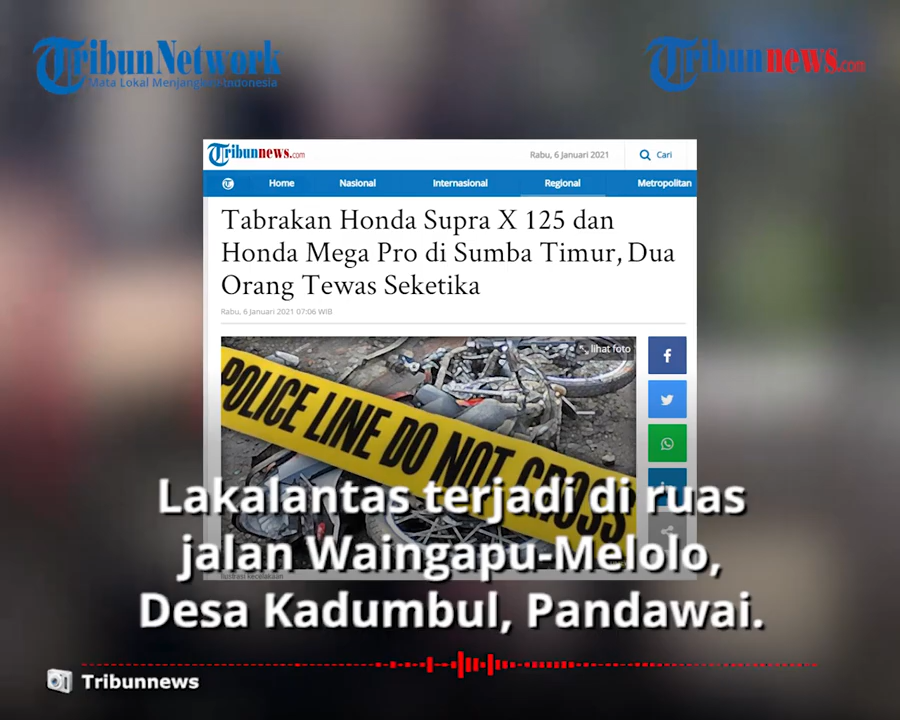 TribunNetwork
Mata Lokal Menjangkau Indonesia
Tribunnews.com
Tribunnews.com
Rabu, 6 Januari 2021
Cari
Home
Nasional
Internasional
Regional
Metropolitan
Tabrakan Honda Supra X 125 dan
Honda Mega Pro di Sumba Timur, Dua
Orang Tewas Seketika
Rabu, 6 Januari 2021 07:06 WIB
lihat foto
POLICE LINE DO NOT CROSS
Lakalantas terjadi di ruas
jalan Waingapu-Melolo,
Desa Kadumbul, Pandawai.
Ilustrasi kecelakaan
Tribunnews